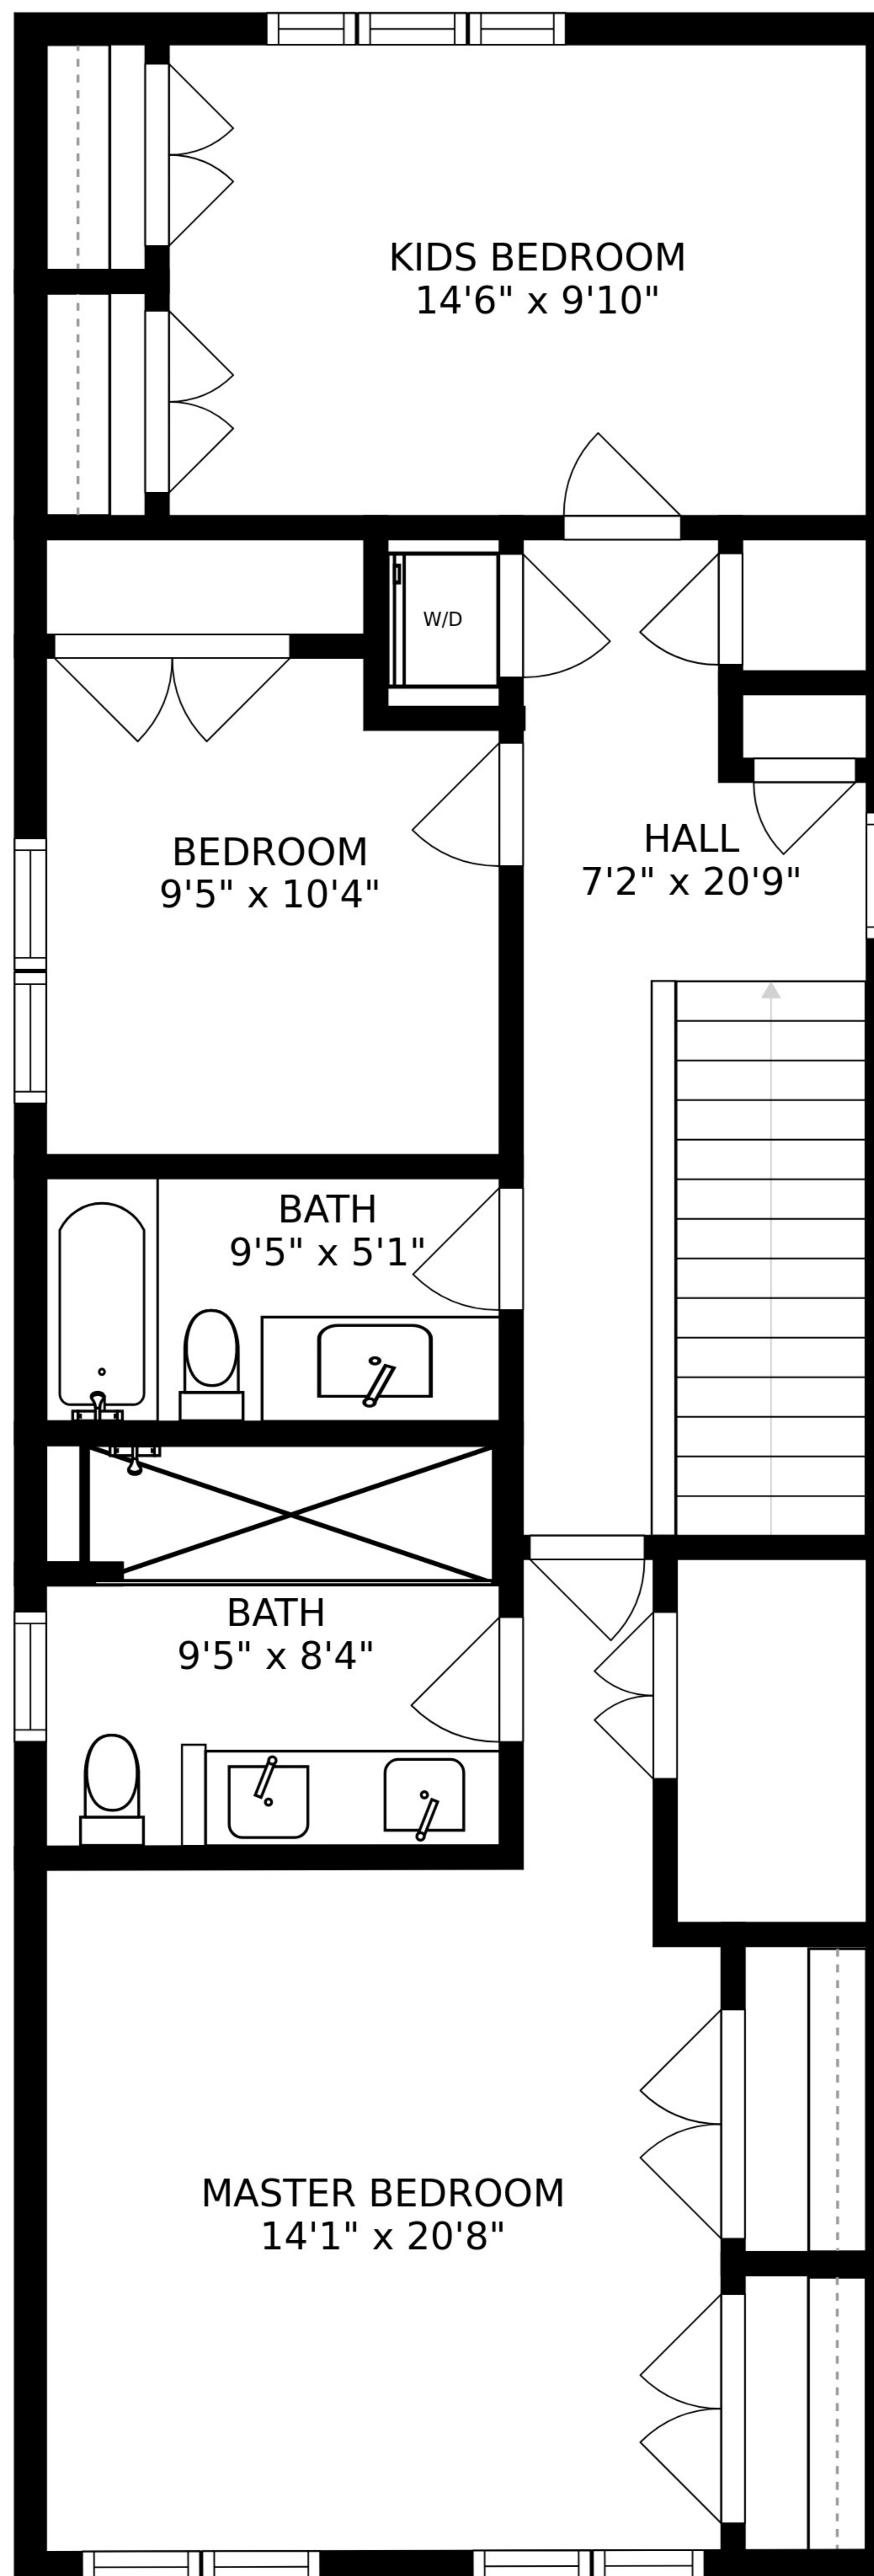 KIDS BEDROOM
14'6" x 9'10"
W/D
HALL
7'2" x 20'9"
BEDROOM
9'5" x 10'4"
BATH
9'5" x 5'1"
BATH
9'5" x 8'4"
MASTER BEDROOM
14'1" x 20'8"